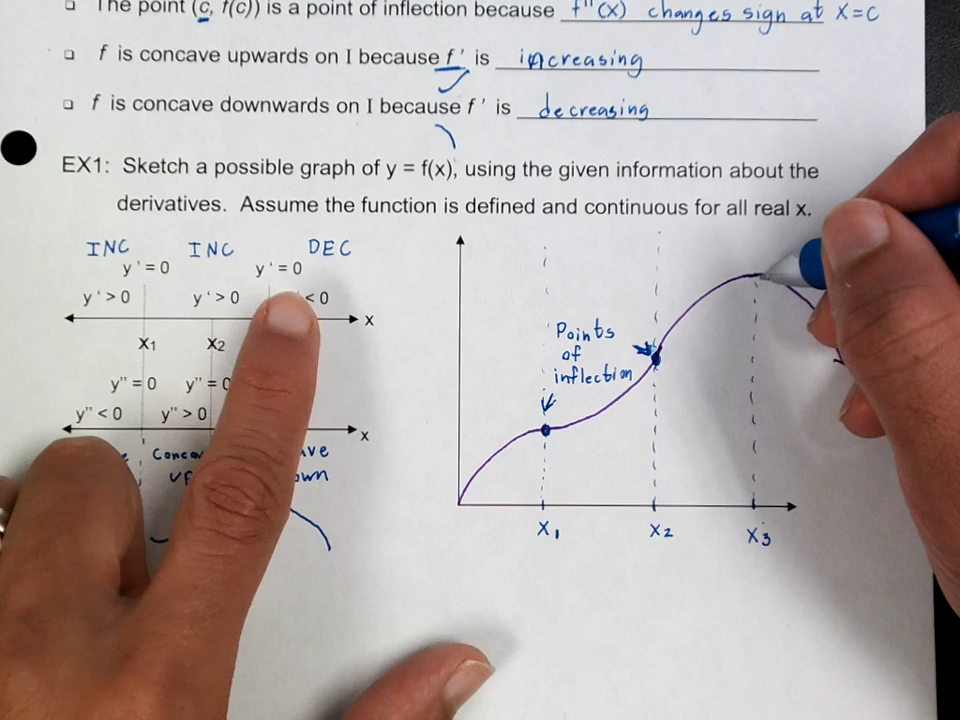 The point (c, f(c)) is a point of inflection because f"(x) changes sign at x=c
f is concave upwards on I because f ' is increasing
f is concave downwards on I because f ' is decreasing
EX1: Sketch a possible graph of y = f(x), using the given information about the
derivatives. Assume the function is defined and continuous for all real x.
INC INC DEC
y ' = 0 y ' = 0
y ' > 0 y ' > 0 < 0
x
X1 X2
y" = 0 y" = 0
y" < 0 y" > 0
x
up
Points
of
inflection
X1 X2 X3